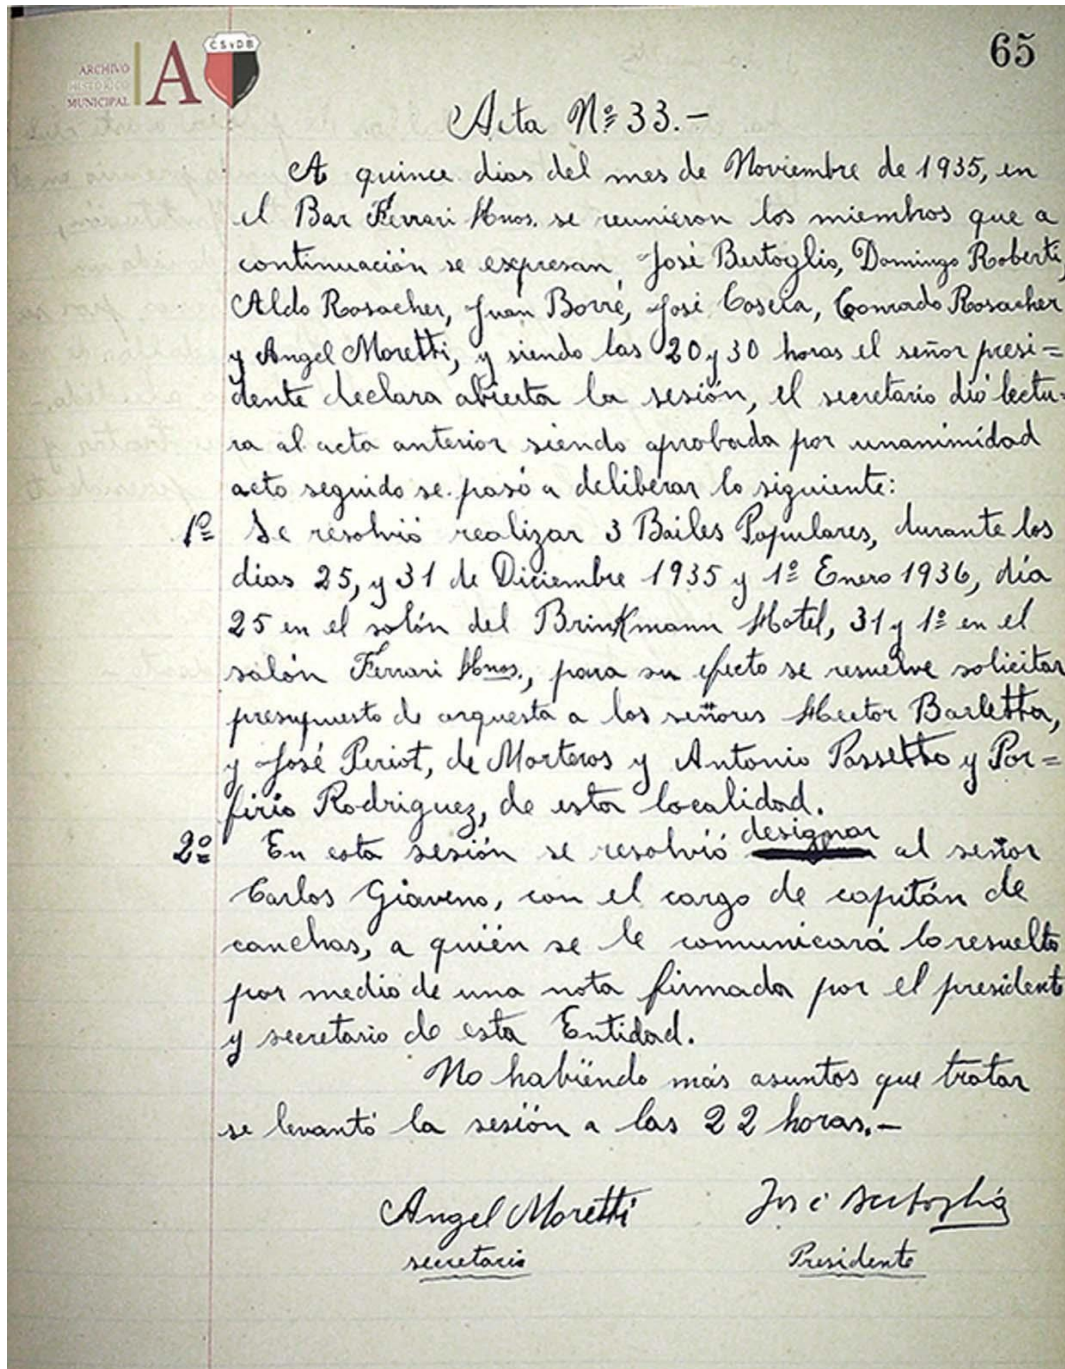 65
ARCHIVO
HISTÓRICO
MUNICIPAL
A
C S y D B
Acta Nº 33.-
A quince dias del mes de Noviembre de 1935, en
el Bar Ferrari Hnos. se reunieron los miembros que a
continuación se expresan, José Bertoglio, Domingo Roberti,
Aldo Rosacher, Juan Borré, José Coseia, Conrado Rosacher
y Angel Moretti, y siendo las 20 y 30 horas el señor presi=
dente declara abierta la sesión, el secretario dió lectu=
ra al acta anterior siendo aprobada por unanimidad
acto seguido se pasó a deliberar lo siguiente:
1º Se resolvió realizar 3 Bailes Populares, durante los
dias 25, y 31 de Diciembre 1935 y 1º Enero 1936, día
25 en el salón del Brinkmann Hotel, 31 y 1º en el
salón Ferrari Hnos., para su efecto se resuelve solicitar
presupuesto de orquesta a los señores Hector Barletta,
y José Periot, de Morteros y Antonio Passetto y Por=
firio Rodriguez, de esta localidad.
2º En esta sesión se resolvió designar al señor
Carlos Giaveno, con el cargo de capitán de
canchas, a quién se le comunicará lo resuelto
por medio de una nota firmada por el presidente
y secretario de esta Entidad.
No habiendo más asuntos que tratar
se levantó la sesión a las 22 horas.-
Angel Moretti José Bertoglio
secretario Presidente